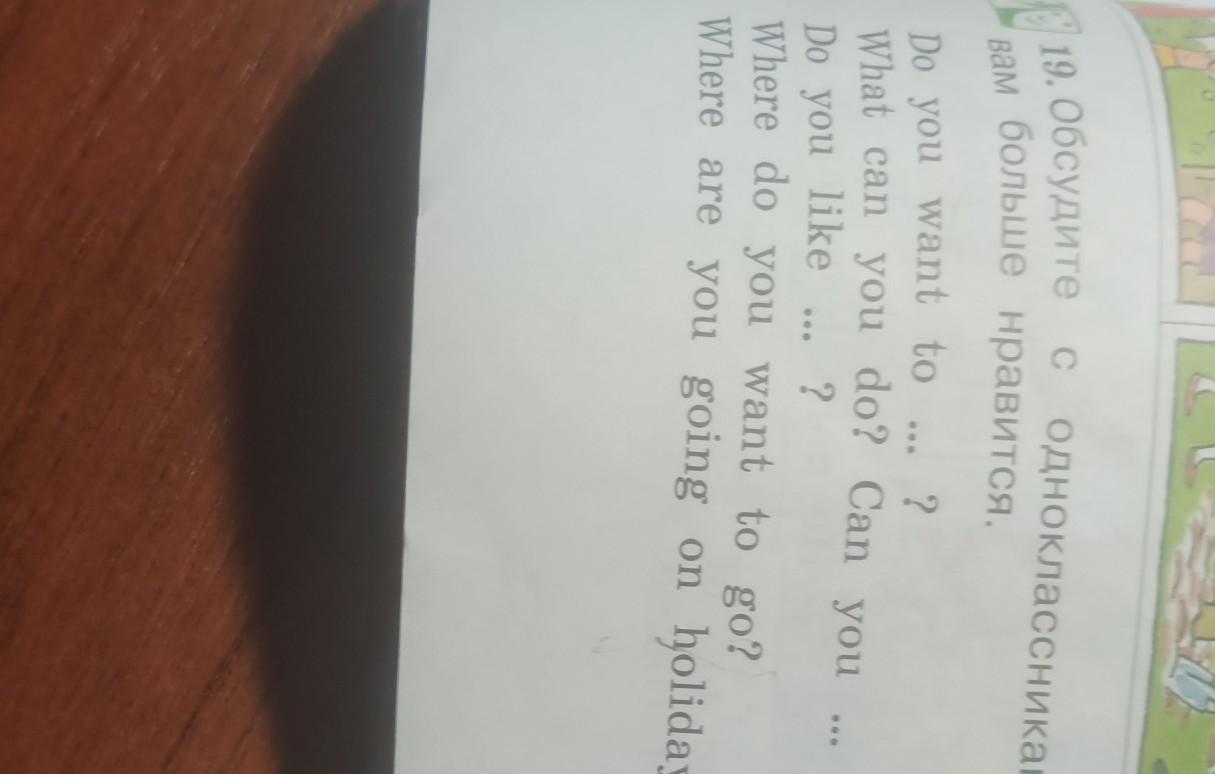 19. Обсудите с одноклассника
вам больше нравится.
Do you want to ... ?
What can you do? Can you ...
Do you like ... ?
Where do you want to go?
Where are you going on holiday